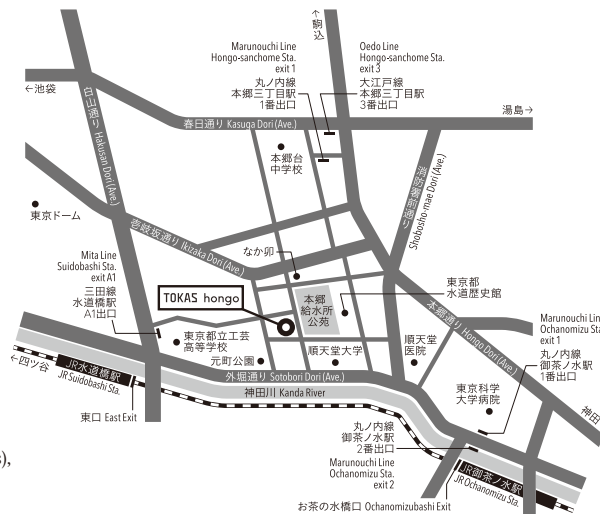 ↑駒込
Marunouchi Line
Hongo-sanchome Sta.
exit 1
丸ノ内線
本郷三丁目駅
1番出口
Oedo Line
Hongo-sanchome Sta.
exit 3
大江戸線
本郷三丁目駅
3番出口
←池袋
湯島→
白山通り Hakusan Dori (Ave.)
春日通り Kasuga Dori (Ave.)
本郷台
中学校
消防署前通り
Shobosho-mae Dori (Ave.)
東京ドーム
壱岐坂通り Ikizaka Dori (Ave.)
なか卯
Mita Line
Suidobashi Sta.
exit A1
三田線
水道橋駅
A1出口
TOKAS hongo
本郷
給水所
公苑
東京都
水道歴史館
本郷通り Hongo Dori (Ave.)
東京都立工芸
高等学校
元町公園
順天堂大学
順天堂
医院
Marunouchi Lin
Ochanomizu Sta
exit 1
丸ノ内線
御茶ノ水駅
1番出口
←四ツ谷
JR水道橋駅
JR Suidobashi Sta.
外堀通り Sotobori Dori (Ave.)
神田川 Kanda River
東京科学
大学病院
神田
東口 East Exit
丸ノ内線
御茶ノ水駅
2番出口
Marunouchi Line
Ochanomizu Sta.
exit 2
JR御茶ノ水駅
JR Ochanomizu Sta.
お茶の水橋口 Ochanomizubashi Exit
),